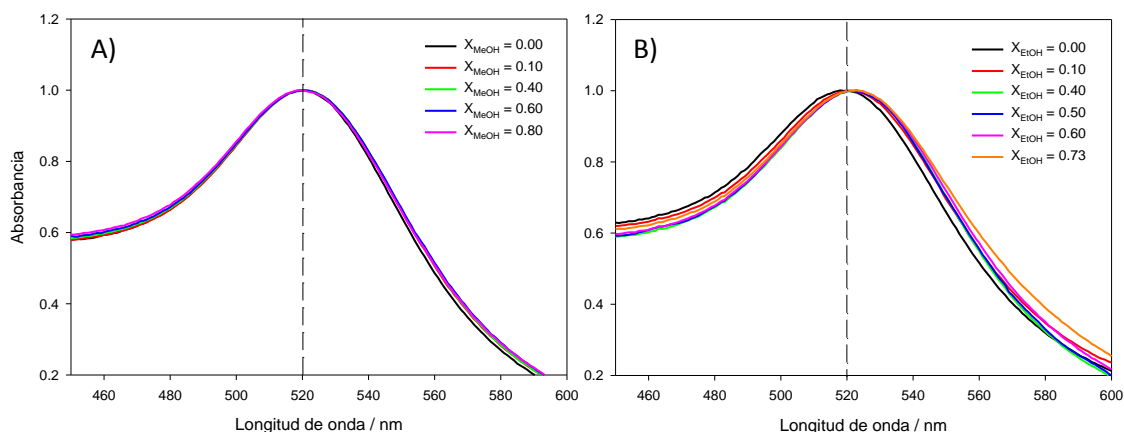 A)
1.2
1.0
0.8
0.6
0.4
0.2
Absorbancia
460 480 500 520 540 560 580 600
Longitud de onda / nm
X_MeOH = 0.00
X_MeOH = 0.10
X_MeOH = 0.40
X_MeOH = 0.60
X_MeOH = 0.80
B)
1.2
1.0
0.8
0.6
0.4
0.2
460 480 500 520 540 560 580 600
Longitud de onda / nm
X_EtOH = 0.00
X_EtOH = 0.10
X_EtOH = 0.40
X_EtOH = 0.50
X_EtOH = 0.60
X_EtOH = 0.73